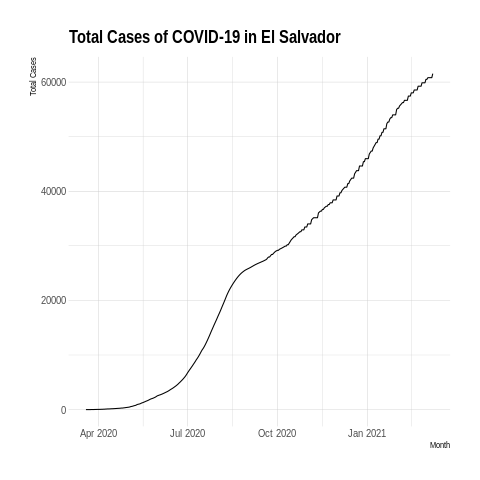 Total Cases of COVID-19 in El Salvador
Total Cases
60000
40000
20000
0
Apr 2020
Jul 2020
Oct 2020
Jan 2021
Month